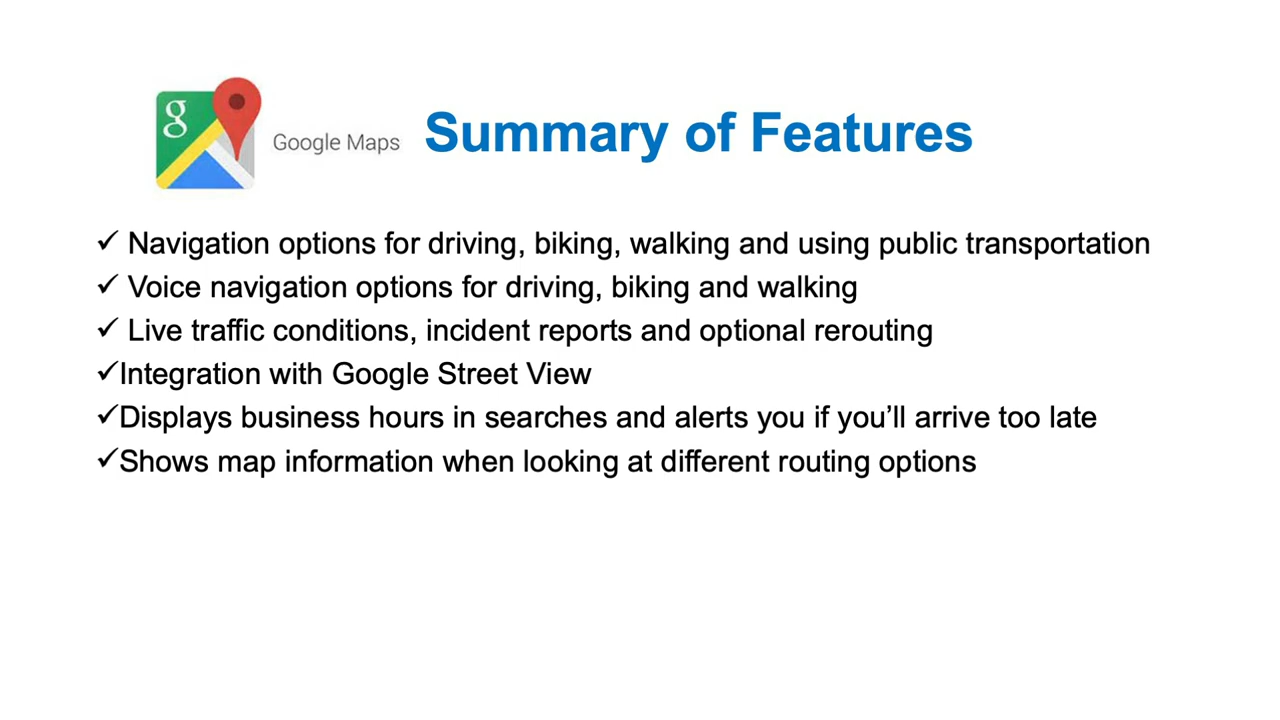 g
Google Maps
Summary of Features
✓ Navigation options for driving, biking, walking and using public transportation
✓ Voice navigation options for driving, biking and walking
✓ Live traffic conditions, incident reports and optional rerouting
✓Integration with Google Street View
✓Displays business hours in searches and alerts you if you’ll arrive too late
✓Shows map information when looking at different routing options